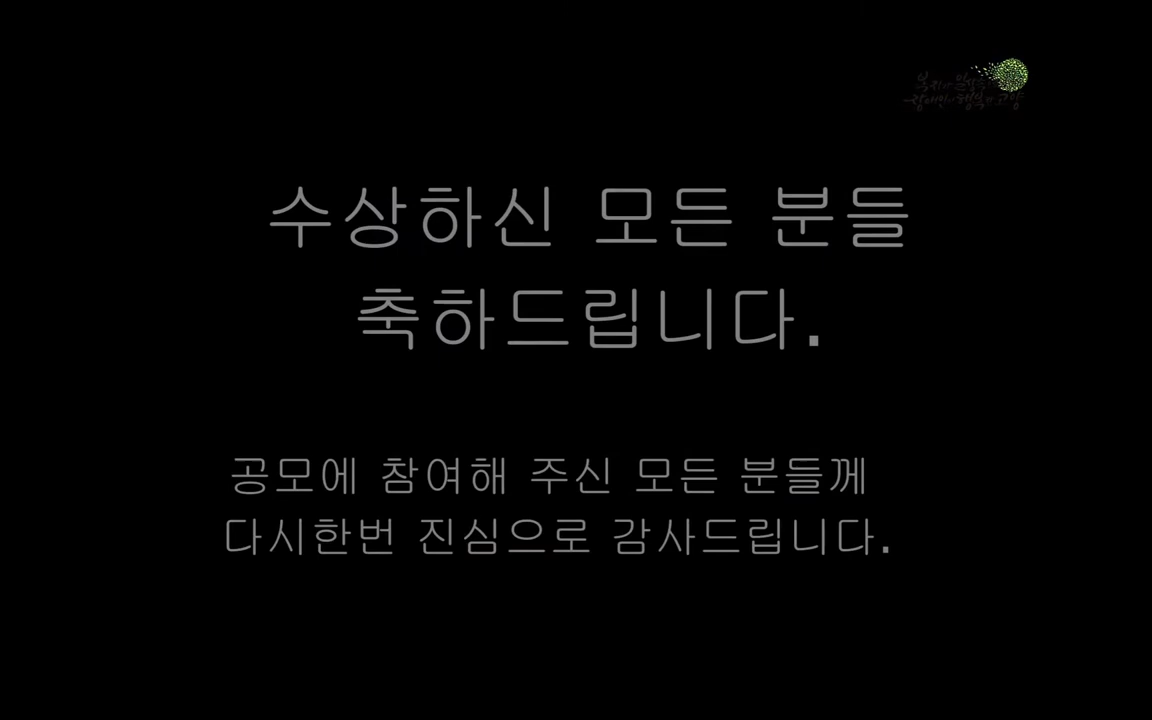 수상하신 모든 분들
축하드립니다.
공모에 참여해 주신 모든 분들께
다시한번 진심으로 감사드립니다.